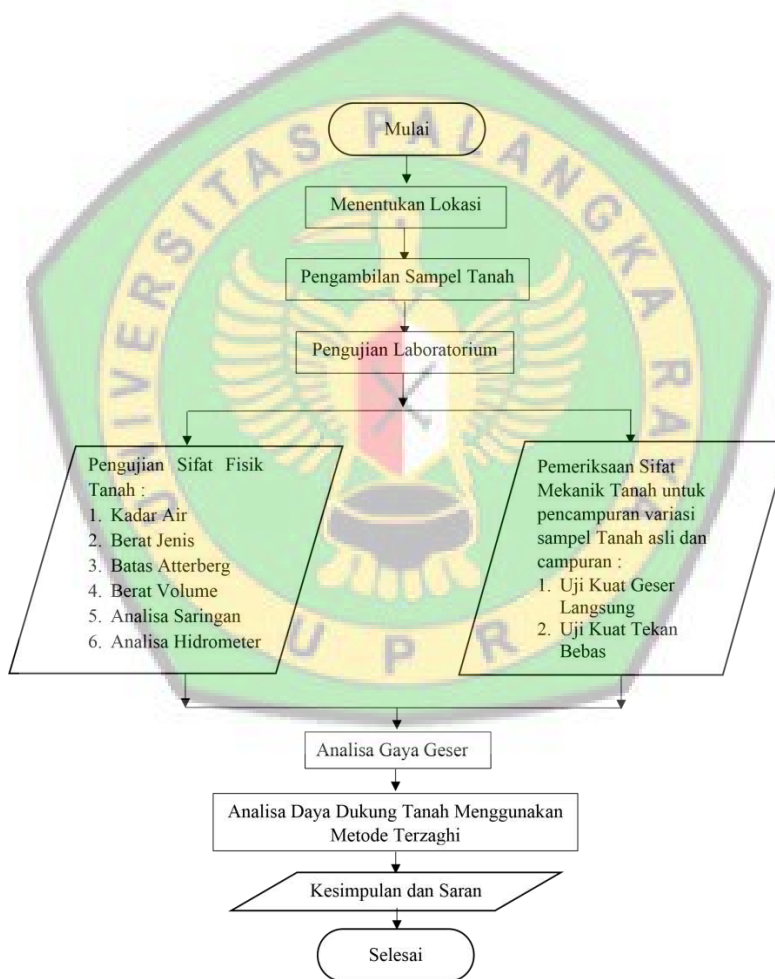 UNIVERSITAS PALANGKA RAYA
Mulai
Menentukan Lokasi
Pengambilan Sampel Tanah
Pengujian Laboratorium
Pengujian Sifat Fisik
Tanah :
1. Kadar Air
2. Berat Jenis
3. Batas Atterberg
4. Berat Volume
5. Analisa Saringan
6. Analisa Hidrometer
Pemeriksaan Sifat
Mekanik Tanah untuk
pencampuran variasi
sampel Tanah asli dan
campuran :
1. Uji Kuat Geser
Langsung
2. Uji Kuat Tekan
Bebas
UPR
Analisa Gaya Geser
Analisa Daya Dukung Tanah Menggunakan
Metode Terzaghi
Kesimpulan dan Saran
Selesai